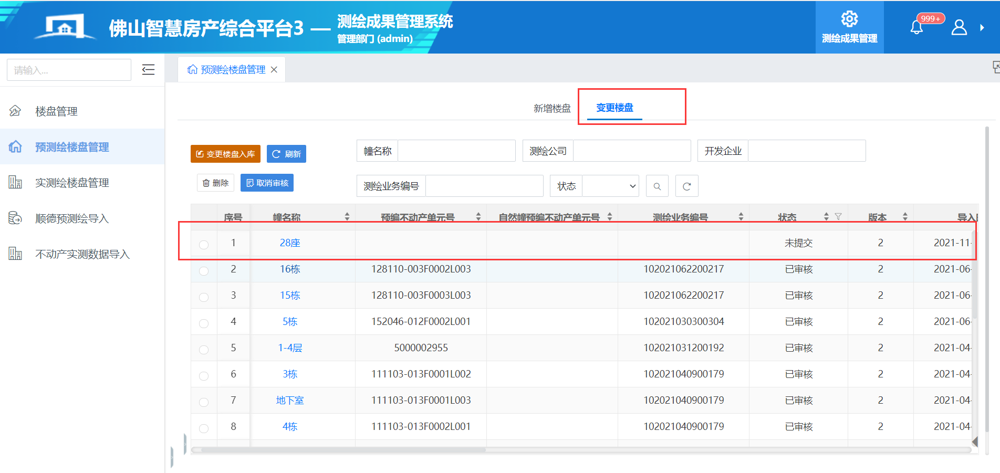 佛山智慧房产综合平台3 — 测绘成果管理系统
管理部门 (admin)
测绘成果管理
999+
请输入...
预测绘楼盘管理
楼盘管理
预测绘楼盘管理
实测绘楼盘管理
顺德预测绘导入
不动产实测数据导入
新增楼盘 变更楼盘
变更楼盘入库 刷新 幢名称 测绘公司 开发企业
删除 取消审核 测绘业务编号 状态
序号 幢名称 预编不动产单元号 自然幢预编不动产单元号 测绘业务编号 状态 版本 导入
1 28座 未提交 2 2021-11-
2 16栋 128110-003F0002L003 102021062200217 已审核 2 2021-06-
3 15栋 128110-003F0003L003 102021062200217 已审核 2 2021-06-
4 5栋 152046-012F0002L001 102021030300304 已审核 2 2021-06-
5 1-4层 5000002955 102021031200192 已审核 2 2021-04-
6 3栋 111103-013F0001L002 102021040900179 已审核 2 2021-04-
7 地下室 111103-013F0001L003 102021040900179 已审核 2 2021-04-
8 4栋 111103-013F0002L001 102021040900179 已审核 2 2021-04-